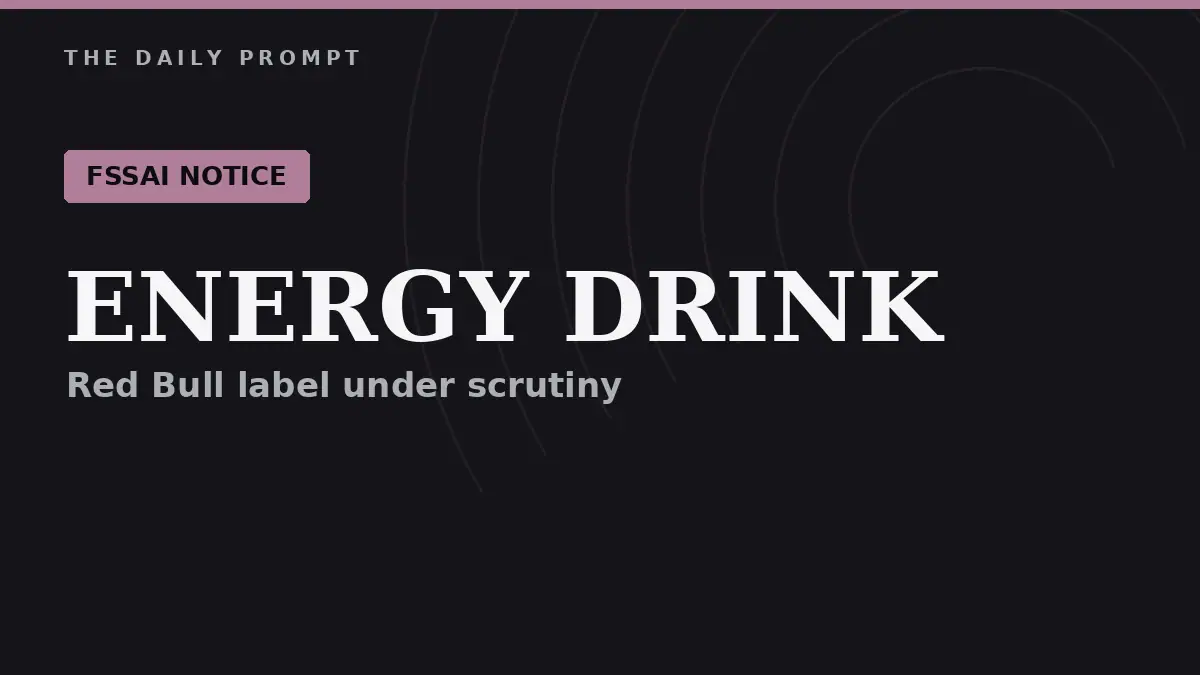 THE DAILY PROMPT
FSSAI NOTICE
ENERGY DRINK
Red Bull label under scrutiny